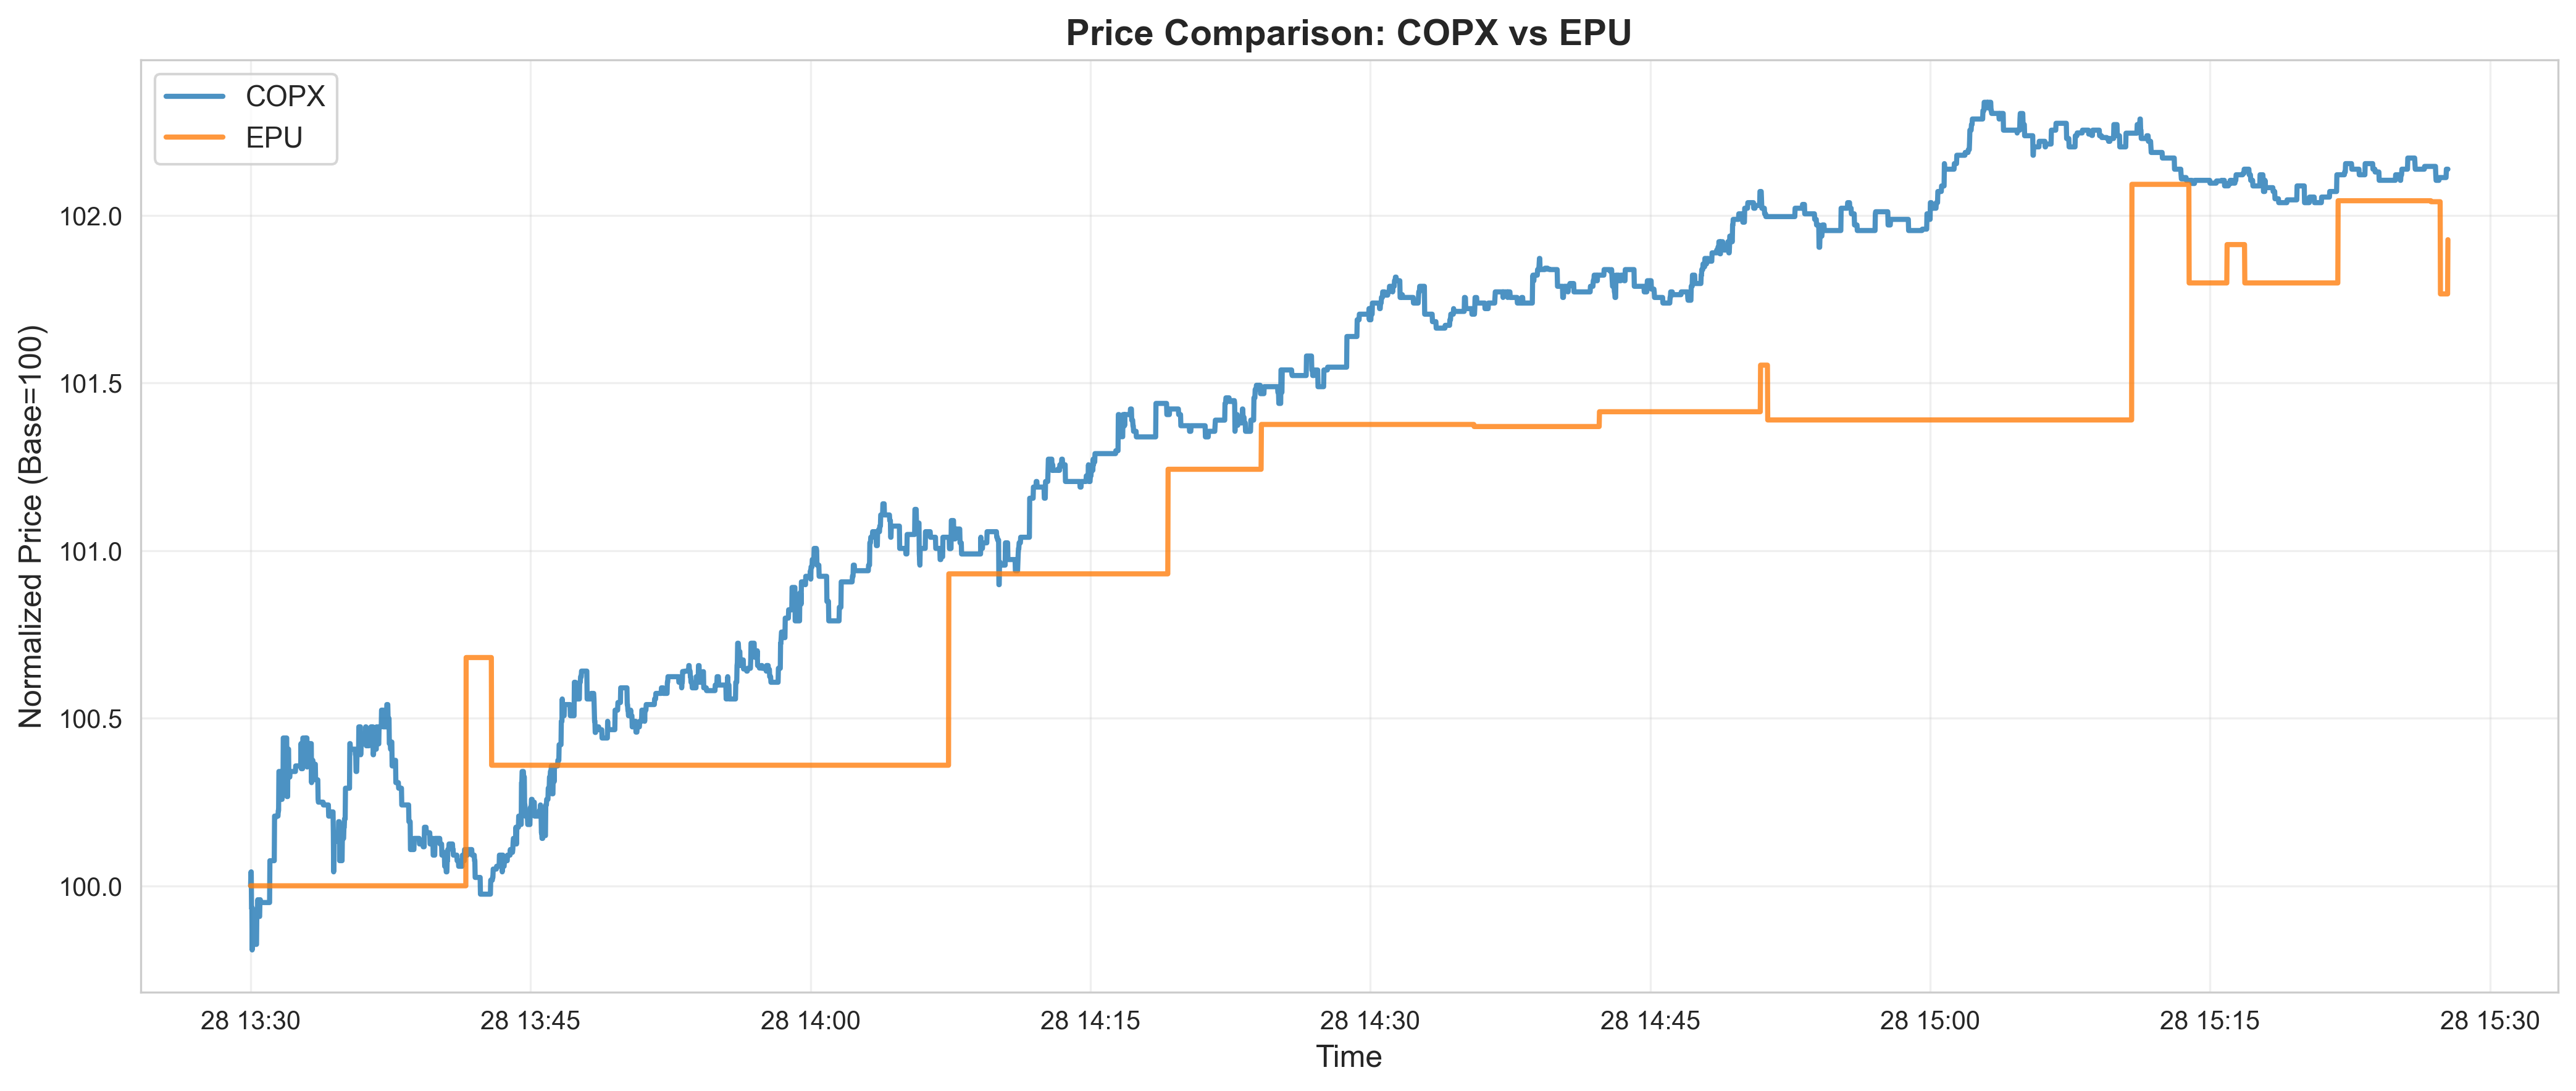 Price Comparison: COPX vs EPU
COPX
EPU
Normalized Price (Base=100)
102.0
101.5
101.0
100.5
100.0
28 13:30
28 13:45
28 14:00
28 14:15
28 14:30
28 14:45
28 15:00
28 15:15
28 15:30
Time